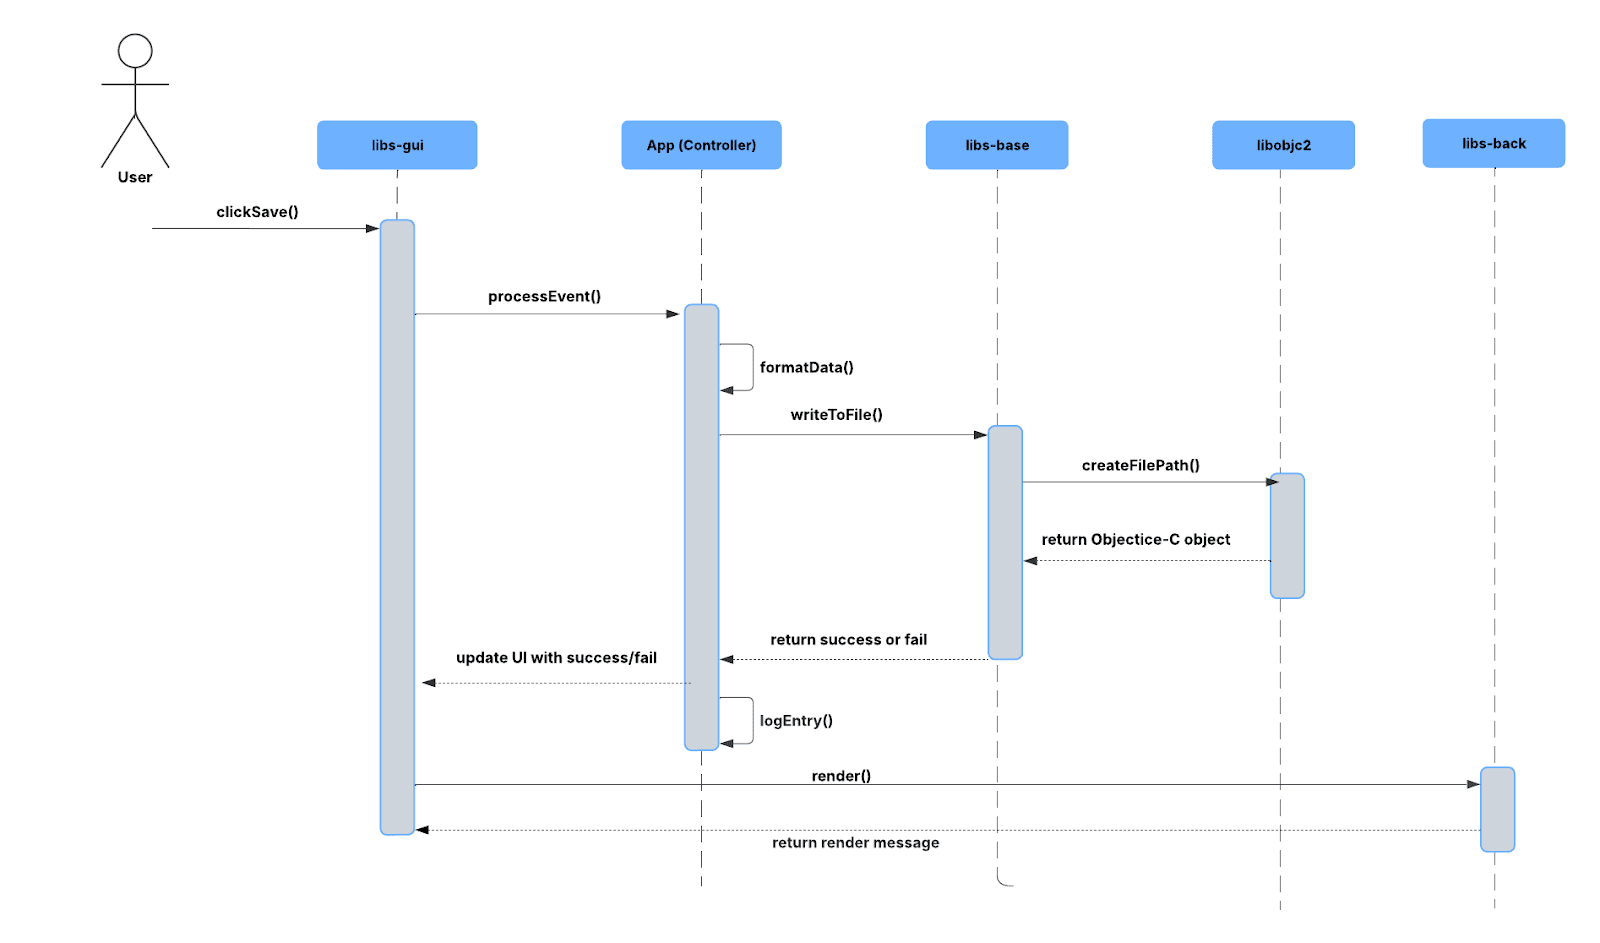 User
libs-gui
App (Controller)
libs-base
libobjc2
libs-back
clickSave()
processEvent()
formatData()
writeToFile()
createFilePath()
return Objectice-C object
return success or fail
update UI with success/fail
logEntry()
render()
return render message